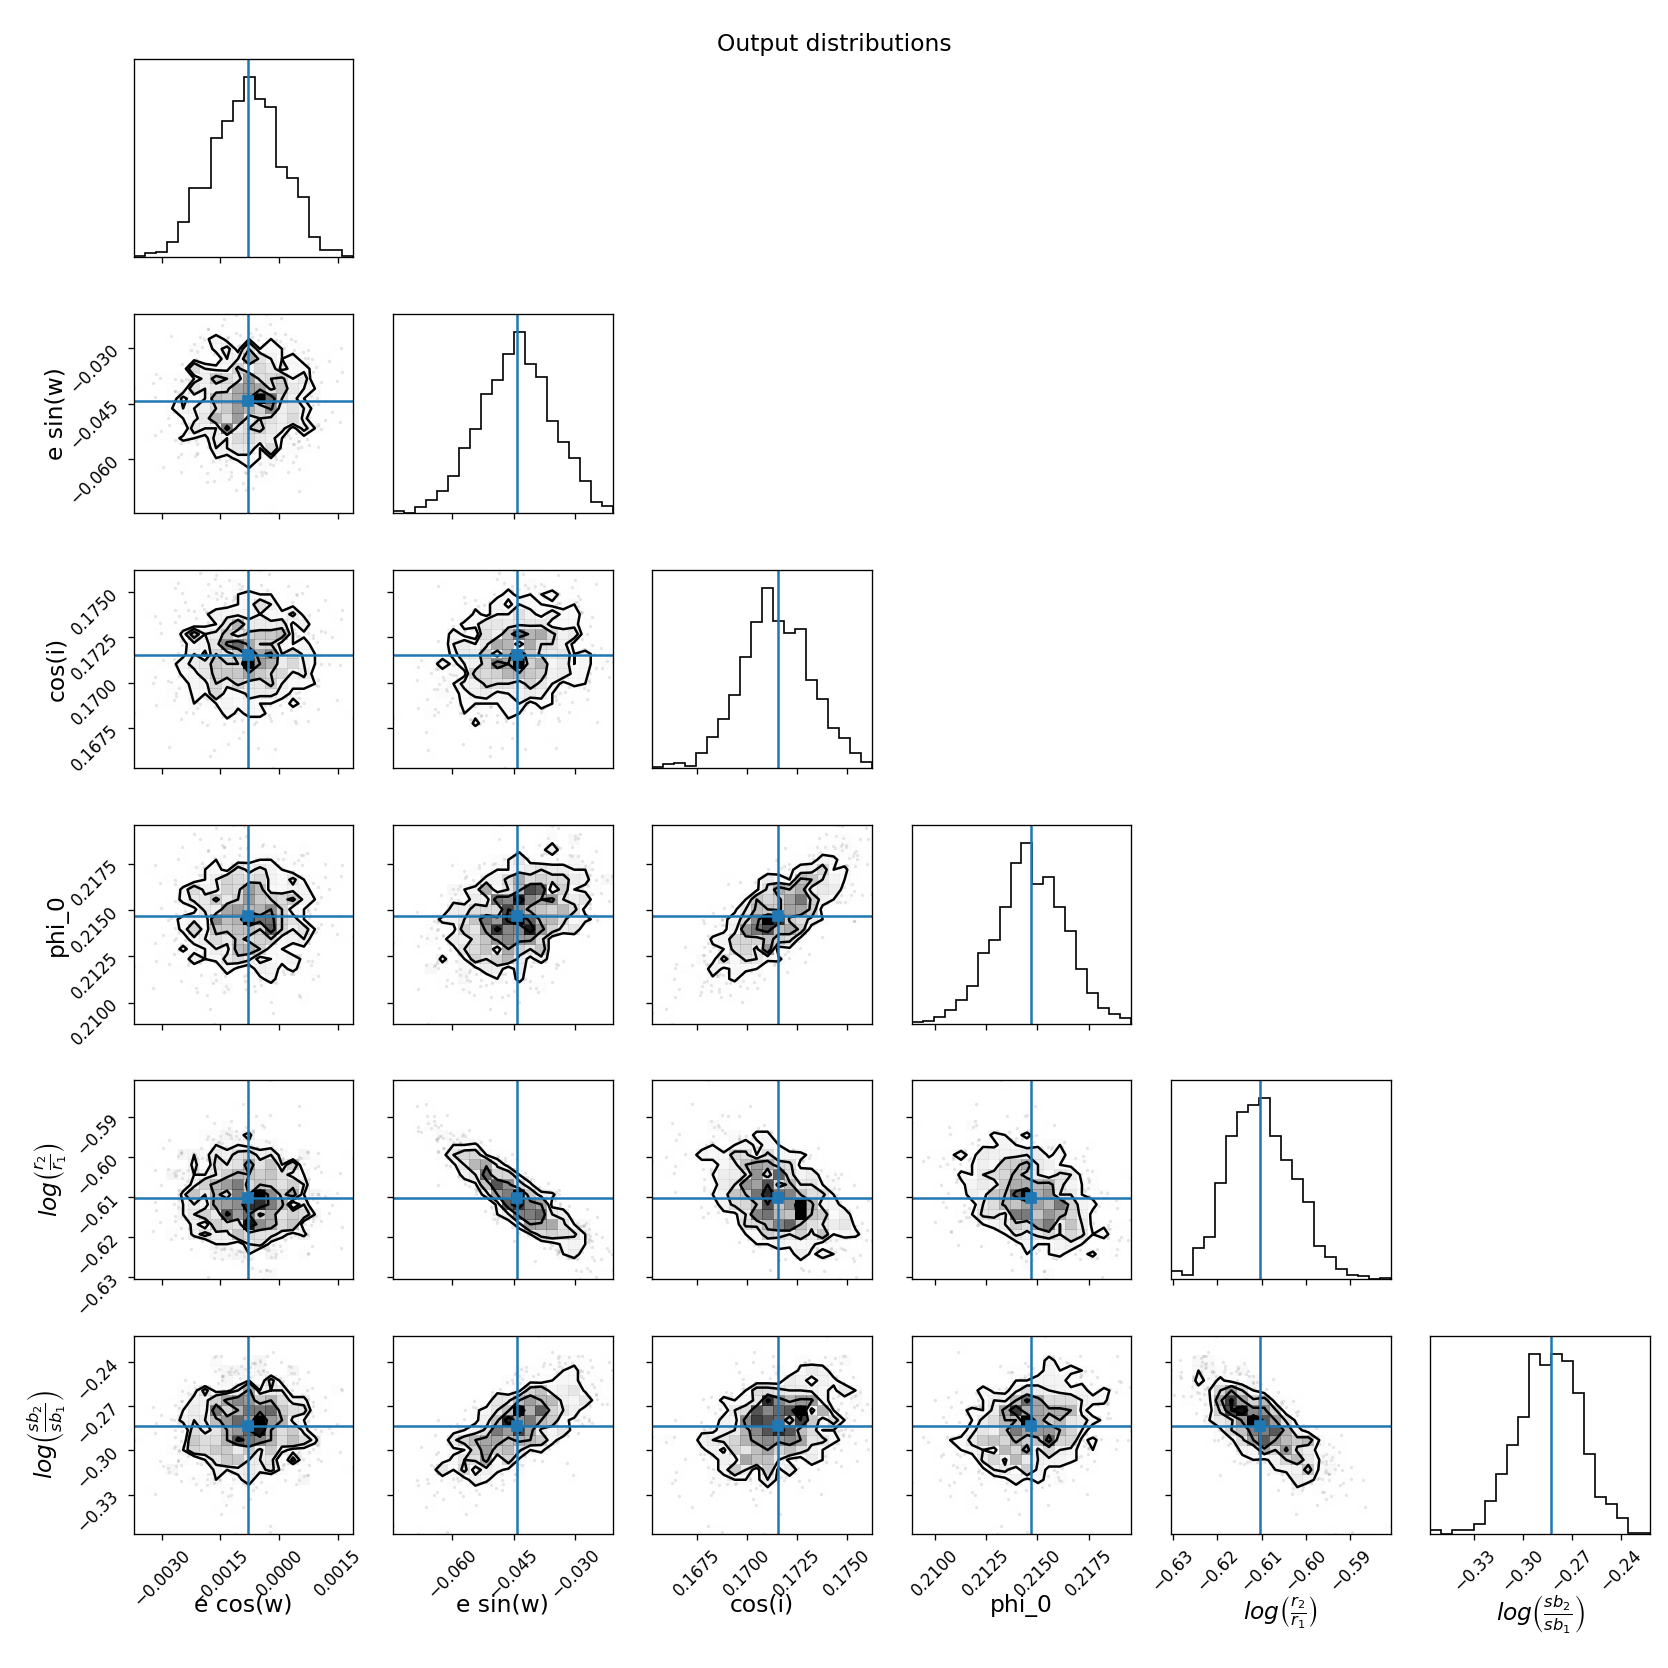 Output distributions
e sin(w)
−0.030
−0.045
−0.060
cos(i)
0.1750
0.1725
0.1700
0.1675
phi_0
0.2175
0.2150
0.2125
0.2100
log(r₂/r₁)
−0.59
−0.60
−0.61
−0.62
−0.63
log(sb₂/sb₁)
−0.24
−0.27
−0.30
−0.33
−0.0030 −0.0015 −0.0000 0.0015 −0.060 −0.045 −0.030 0.1675 0.1700 0.1725 0.1750 0.2100 0.2125 0.2150 0.2175 −0.63 −0.62 −0.61 −0.60 −0.59 −0.33 −0.30 −0.27 −0.24
e cos(w) e sin(w) cos(i) phi_0 log(r₂/r₁) log(sb₂/sb₁)